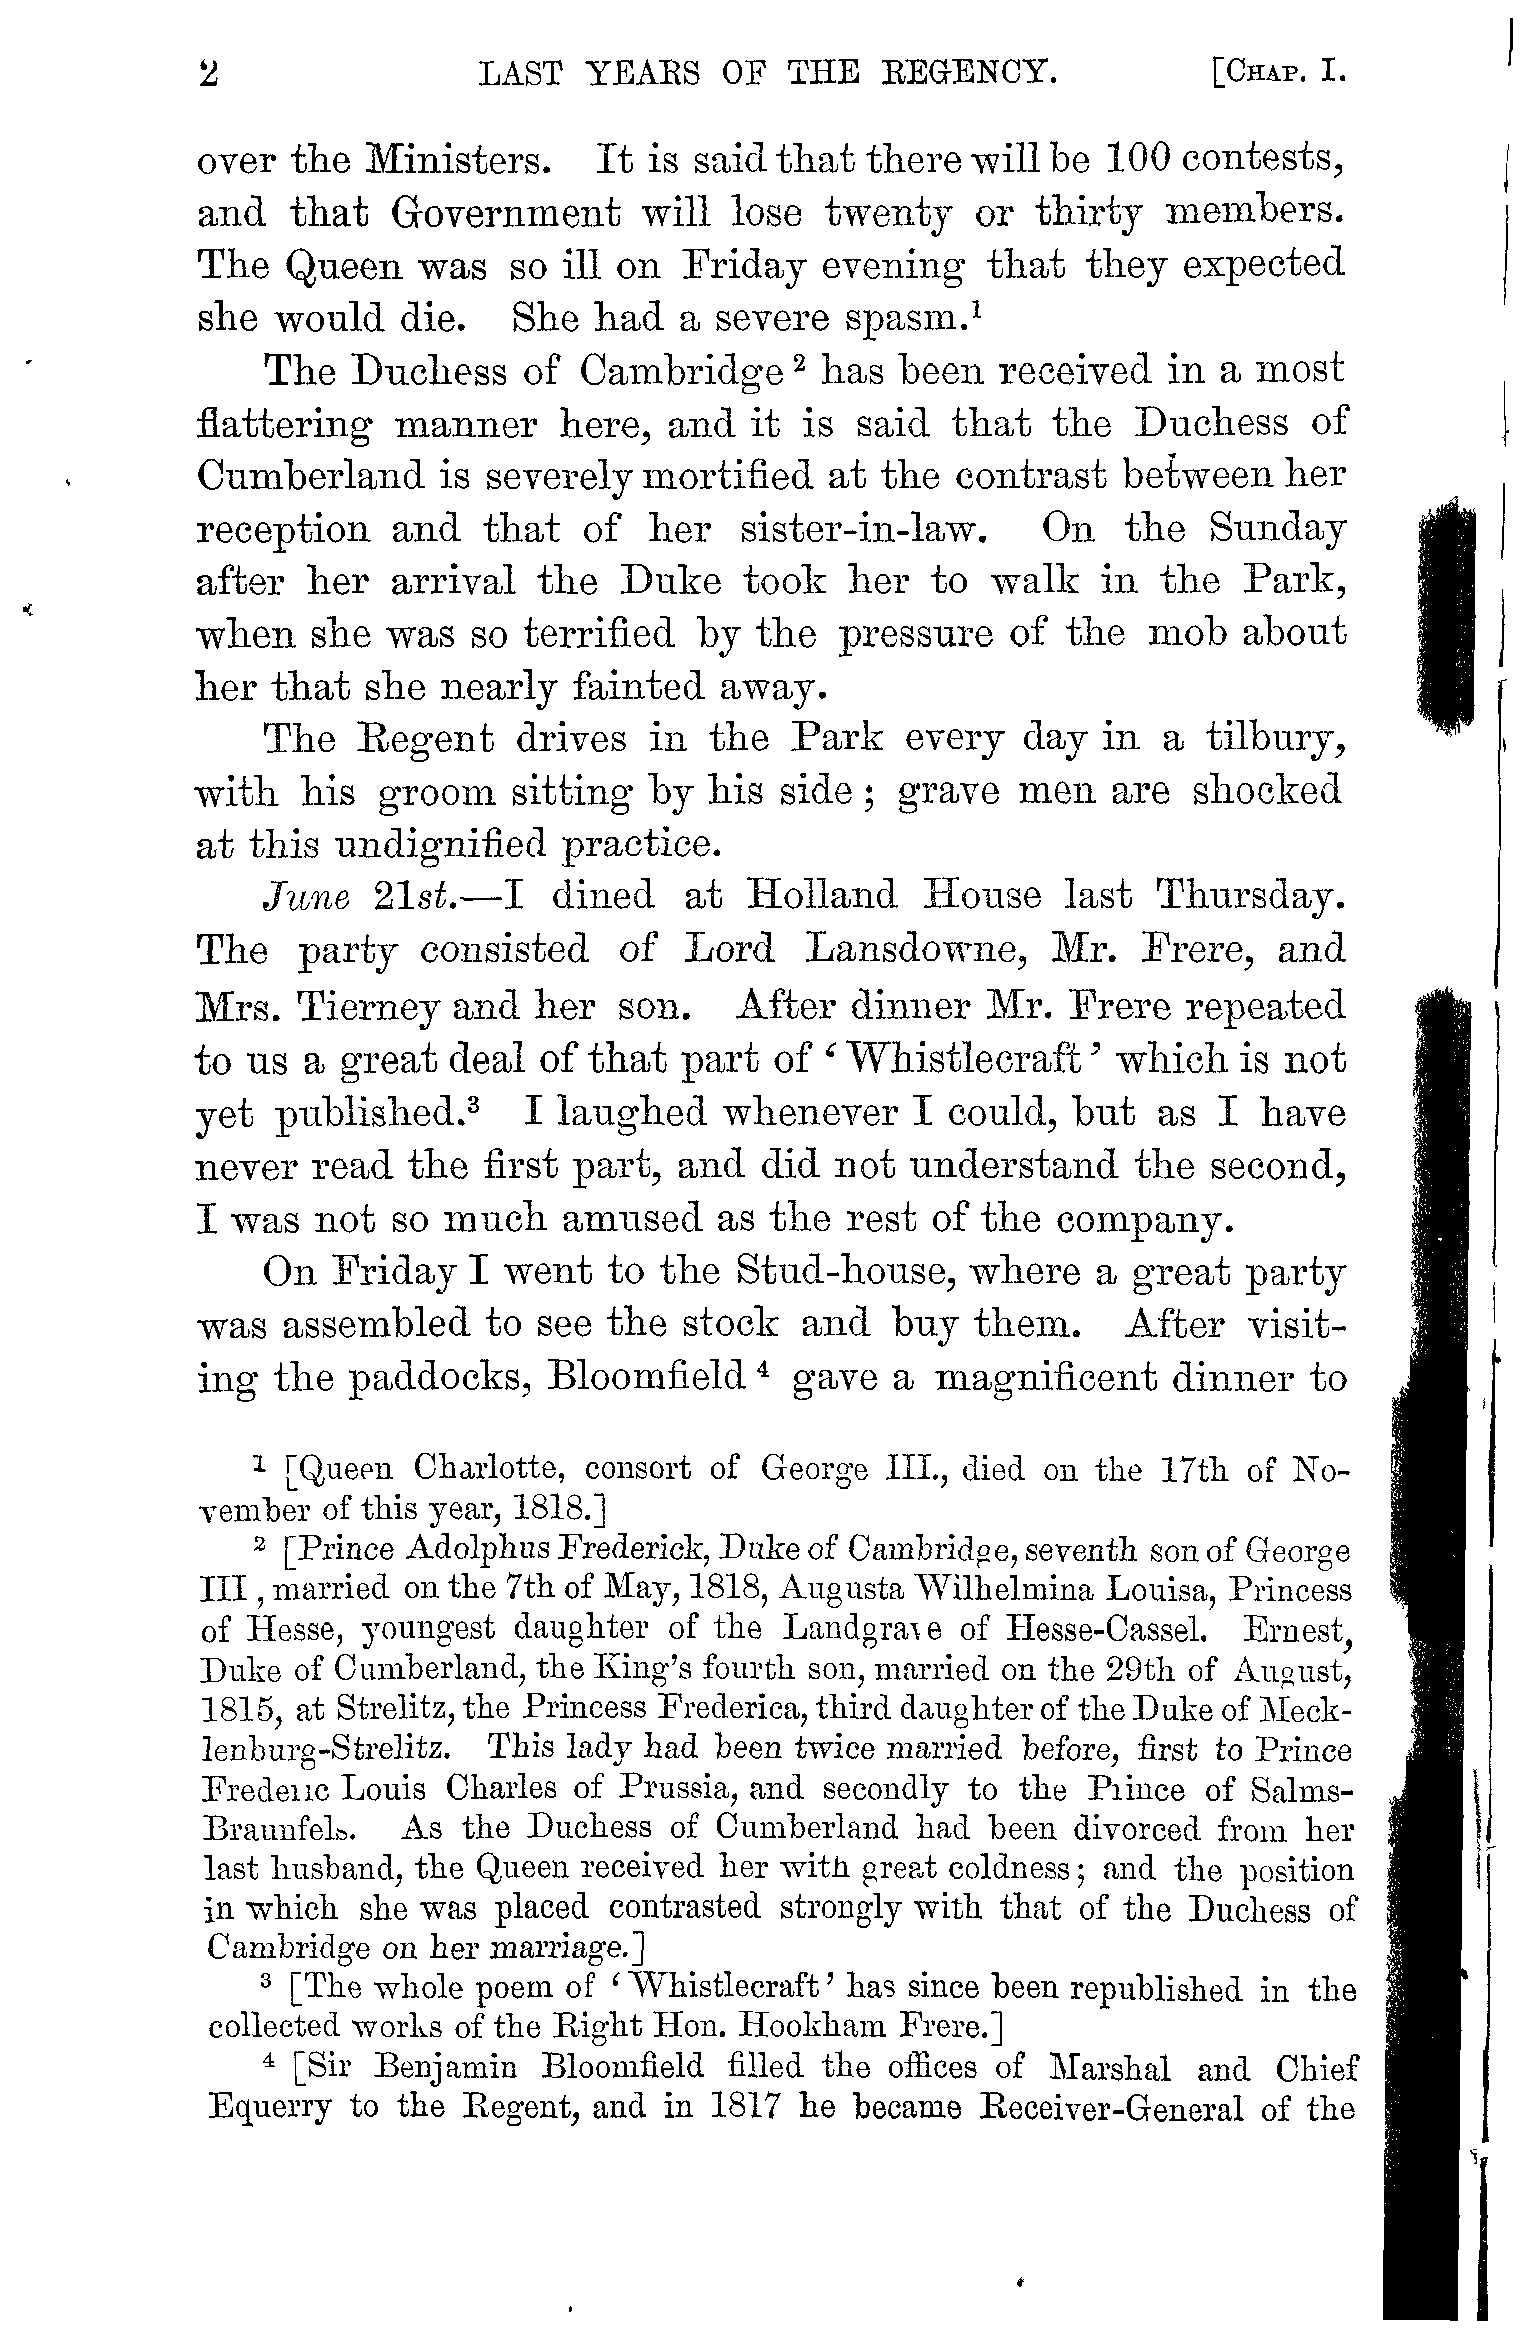 2 LAST YEARS OF THE REGENCY. [CHAP. I.
over the Ministers. It is said that there will be 100 contests,
and that Government will lose twenty or thirty members.
The Queen was so ill on Friday evening that they expected
she would die. She had a severe spasm.¹
The Duchess of Cambridge² has been received in a most
flattering manner here, and it is said that the Duchess of
Cumberland is severely mortified at the contrast between her
reception and that of her sister-in-law. On the Sunday
after her arrival the Duke took her to walk in the Park,
when she was so terrified by the pressure of the mob about
her that she nearly fainted away.
The Regent drives in the Park every day in a tilbury,
with his groom sitting by his side; grave men are shocked
at this undignified practice.
June 21st.—I dined at Holland House last Thursday.
The party consisted of Lord Lansdowne, Mr. Frere, and
Mrs. Tierney and her son. After dinner Mr. Frere repeated
to us a great deal of that part of ‘Whistlecraft’ which is not
yet published.³ I laughed whenever I could, but as I have
never read the first part, and did not understand the second,
I was not so much amused as the rest of the company.
On Friday I went to the Stud-house, where a great party
was assembled to see the stock and buy them. After visit-
ing the paddocks, Bloomfield⁴ gave a magnificent dinner to
¹ [Queen Charlotte, consort of George III., died on the 17th of No-
vember of this year, 1818.]
² [Prince Adolphus Frederick, Duke of Cambridge, seventh son of George
III, married on the 7th of May, 1818, Augusta Wilhelmina Louisa, Princess
of Hesse, youngest daughter of the Landgrave of Hesse-Cassel. Ernest,
Duke of Cumberland, the King's fourth son, married on the 29th of August,
1815, at Strelitz, the Princess Frederica, third daughter of the Duke of Meck-
lenburg-Strelitz. This lady had been twice married before, first to Prince
Frederic Louis Charles of Prussia, and secondly to the Prince of Salms-
Braunfels. As the Duchess of Cumberland had been divorced from her
last husband, the Queen received her with great coldness; and the position
in which she was placed contrasted strongly with that of the Duchess of
Cambridge on her marriage.]
³ [The whole poem of ‘Whistlecraft’ has since been republished in the
collected works of the Right Hon. Hookham Frere.]
⁴ [Sir Benjamin Bloomfield filled the offices of Marshal and Chief
Equerry to the Regent, and in 1817 he became Receiver-General of the